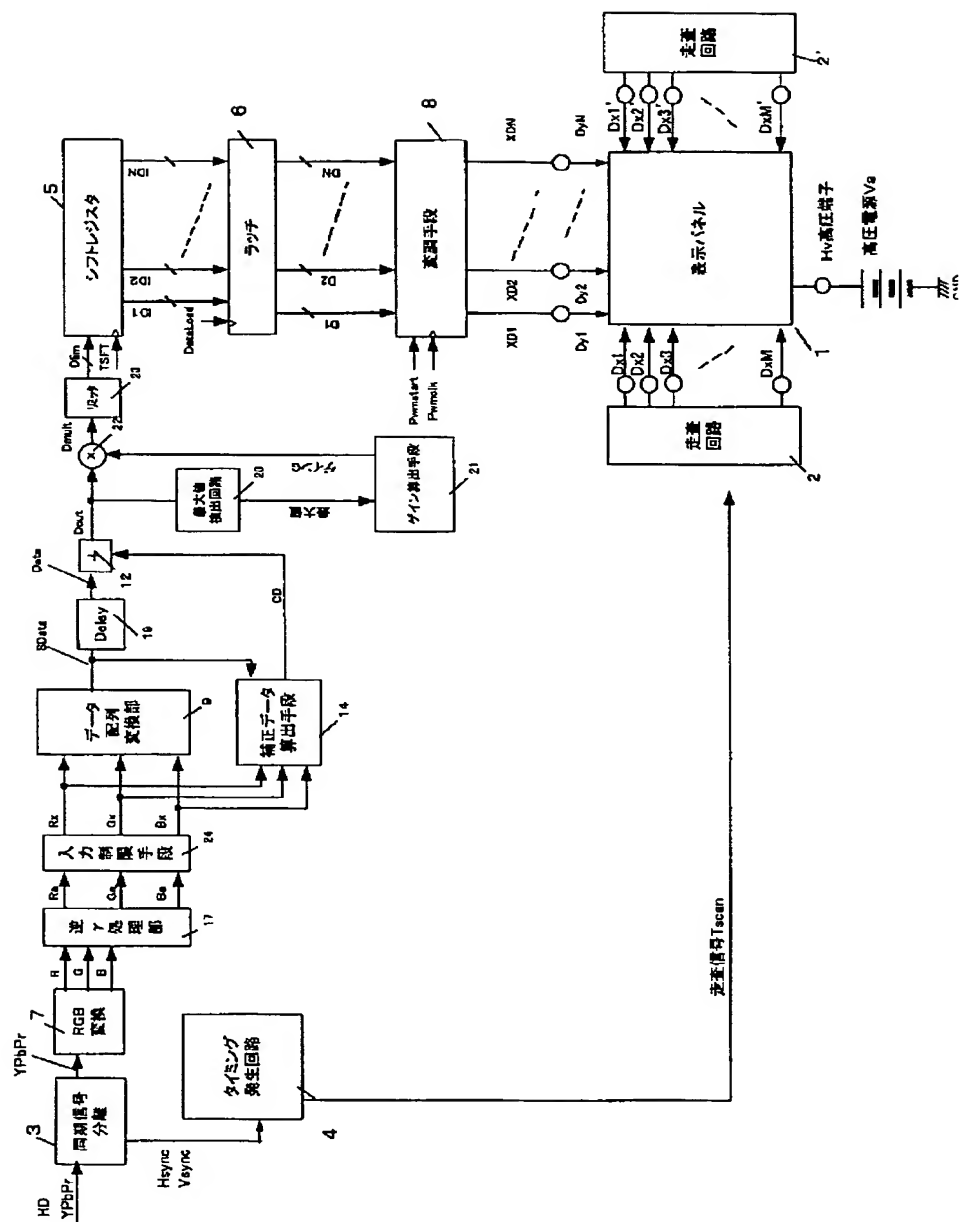 HD
YPbPr
3
同期信号
分離
YPbPr
7
RGB
変換
R
G
B
逆γ処理部
17
Ra
Ga
Ba
入力制限手段
24
Rx
Gx
Bx
データ
配列
変換部
9
SData
Delay
19
Data
12
Dout
CD
補正データ
算出手段
14
最大値
検出回路
20
最大値
ゲイン算出手段
21
ゲインG
X
22
Dmult
リミッタ
23
Dlim
TSFT
シフトレジスタ
5
ID1
ID2
IDN
DataLoad
ラッチ
6
D1
D2
DN
Pwmstart
Pwmclk
変調手段
8
XD1
XD2
XDN
Dy1
Dy2
DyN
表示パネル
1
Dx1
Dx2
Dx3
DxM
走査
回路
2
Dx1'
Dx2'
Dx3'
DxM'
走査
回路
2'
Hv高圧端子
高圧電源Va
GND
Hsync
Vsync
タイミング
発生回路
4
走査信号Tscan